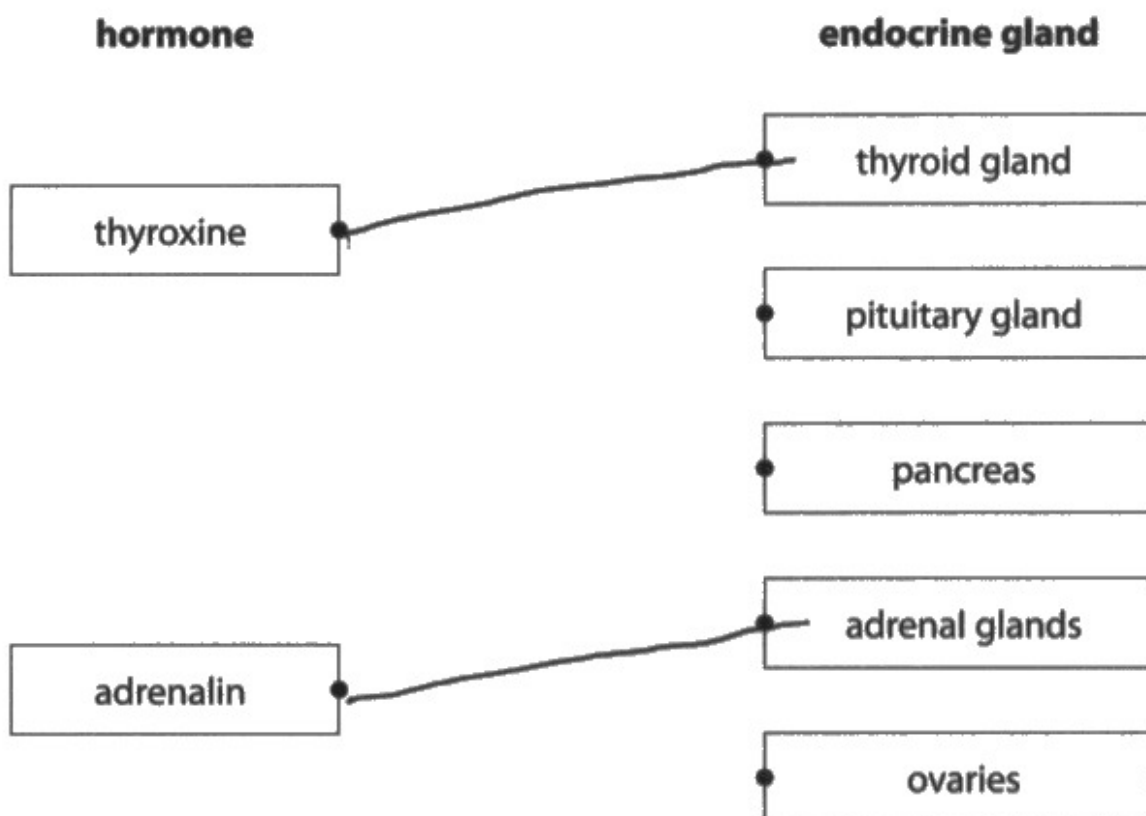 hormone
endocrine gland
thyroid gland
thyroxine
pituitary gland
pancreas
adrenal glands
adrenalin
ovaries